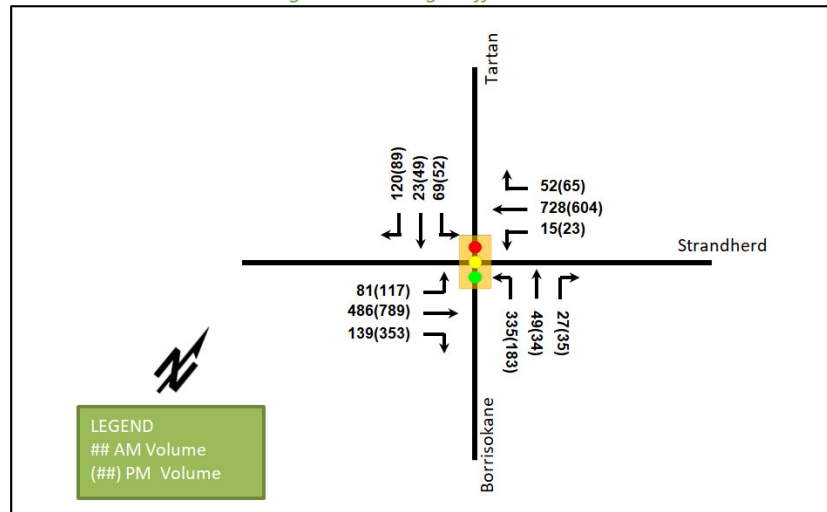 Tartan
120(89)
23(49)
69(52)
52(65)
728(604)
15(23)
Strandherd
81(117)
486(789)
139(353)
335(183)
49(34)
27(35)
Borrisokane
N
LEGEND
## AM Volume
(##) PM Volume